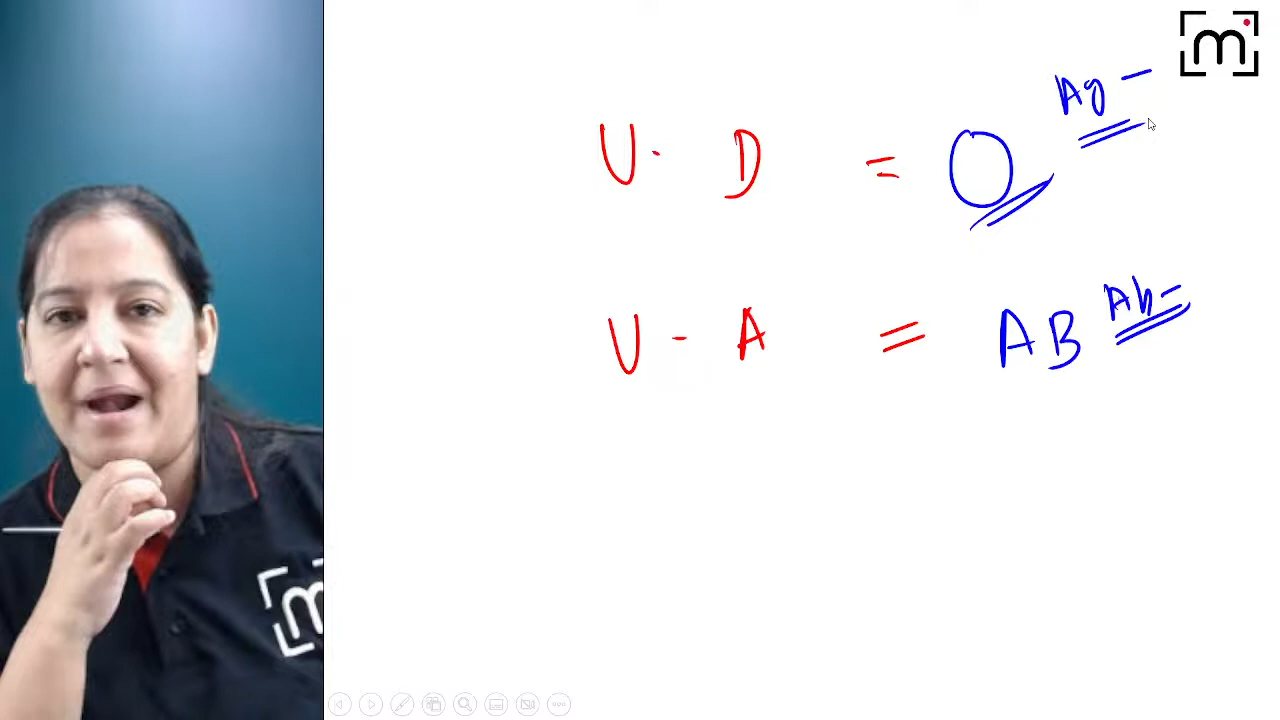 m
Ag -
U. D = O
Ab -
U - A = AB
m